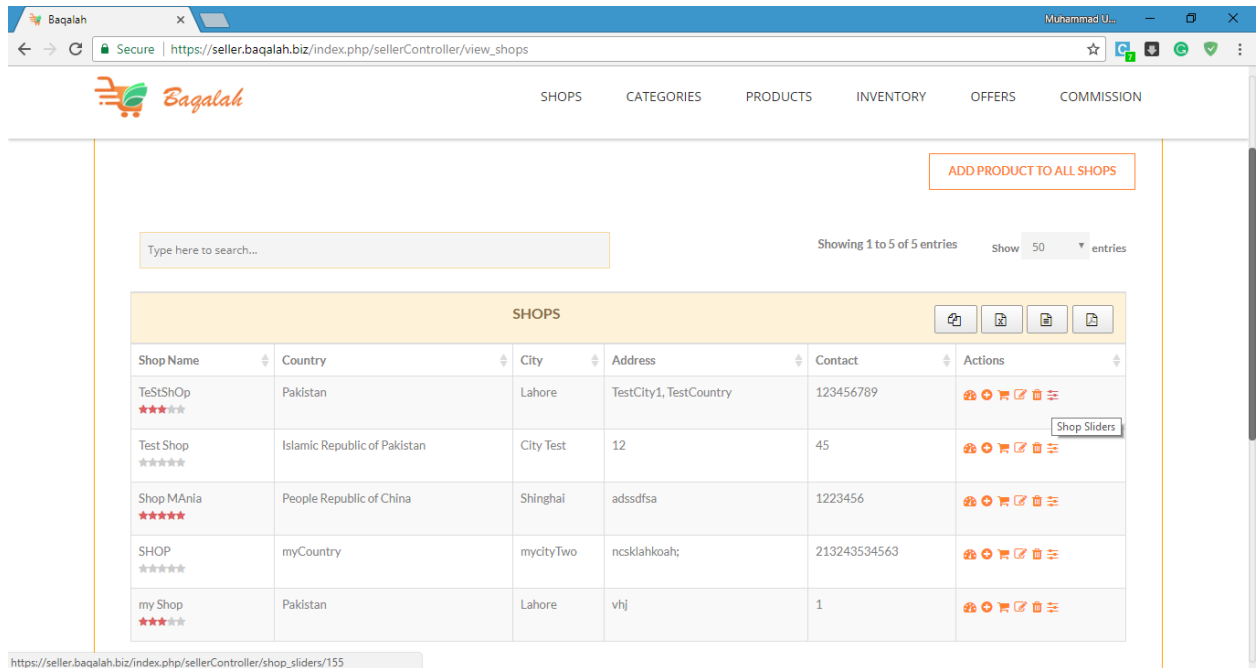 Baqalah
Muhammad U...
Secure | https://seller.baqalah.biz/index.php/sellerController/view_shops
7
Baqalah SHOPS CATEGORIES PRODUCTS INVENTORY OFFERS COMMISSION
ADD PRODUCT TO ALL SHOPS
Type here to search... Showing 1 to 5 of 5 entries Show 50 entries
SHOPS
Shop Name Country City Address Contact Actions
TeStShOp Pakistan Lahore TestCity1, TestCountry 123456789
Shop Sliders
Test Shop Islamic Republic of Pakistan City Test 12 45
Shop MAnia People Republic of China Shinghai adssdfsa 1223456
SHOP myCountry mycityTwo ncsklahkoah; 213243534563
my Shop Pakistan Lahore vhj 1
https://seller.baqalah.biz/index.php/sellerController/shop_sliders/155